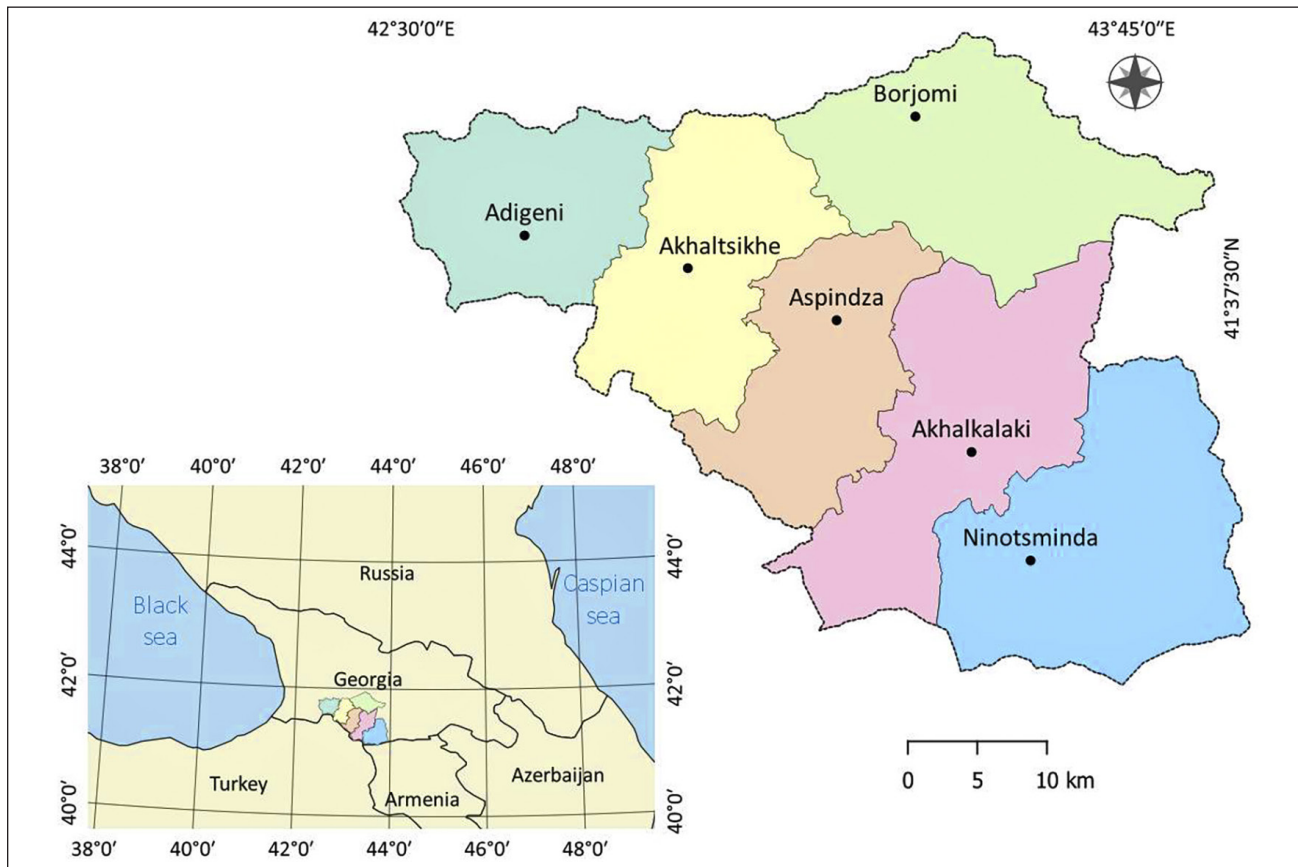 42°30′0″E
43°45′0″E
Borjomi
Adigeni
Akhaltsikhe
Aspindza
41°37,30″N
Akhalkalaki
Ninotsminda
38°0′ 40°0′ 42°0′ 44°0′ 46°0′ 48°0′
44°0′
44°0′
Russia
Black
sea
Caspian
sea
42°0′
42°0′
Georgia
Turkey
Armenia
Azerbaijan
40°0′
40°0′
38°0′ 40°0′ 42°0′ 44°0′ 46°0′ 48°0′
0 5 10 km